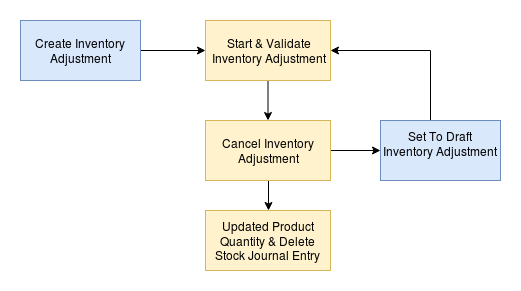 Create Inventory
Adjustment
Start & Validate
Inventory Adjustment
Cancel Inventory
Adjustment
Set To Draft
Inventory Adjustment
Updated Product
Quantity & Delete
Stock Journal Entry